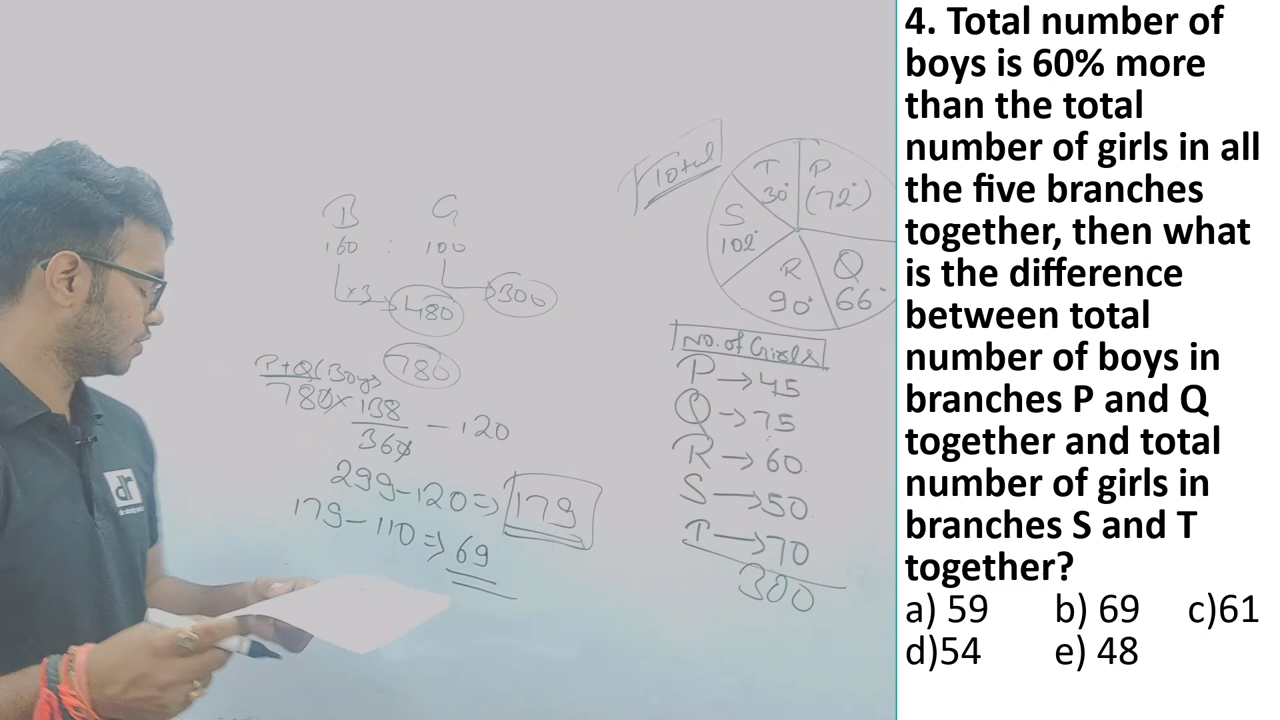 4. Total number of
boys is 60% more
than the total
number of girls in all
the five branches
together, then what
is the difference
between total
number of boys in
branches P and Q
together and total
number of girls in
branches S and T
together?
a) 59 b) 69 c)61
d)54 e) 48
Total
T
30°
P
(72°)
S
102°
R
90°
Q
66°
B G
160 : 100
x3
480
300
780
P+Q(Boys)
780 x 138
360
- 120
299-120 => 179
179-110 => 69
No. of Girls
P → 45
Q → 75
R → 60.
S → 50
T → 70
300
dr